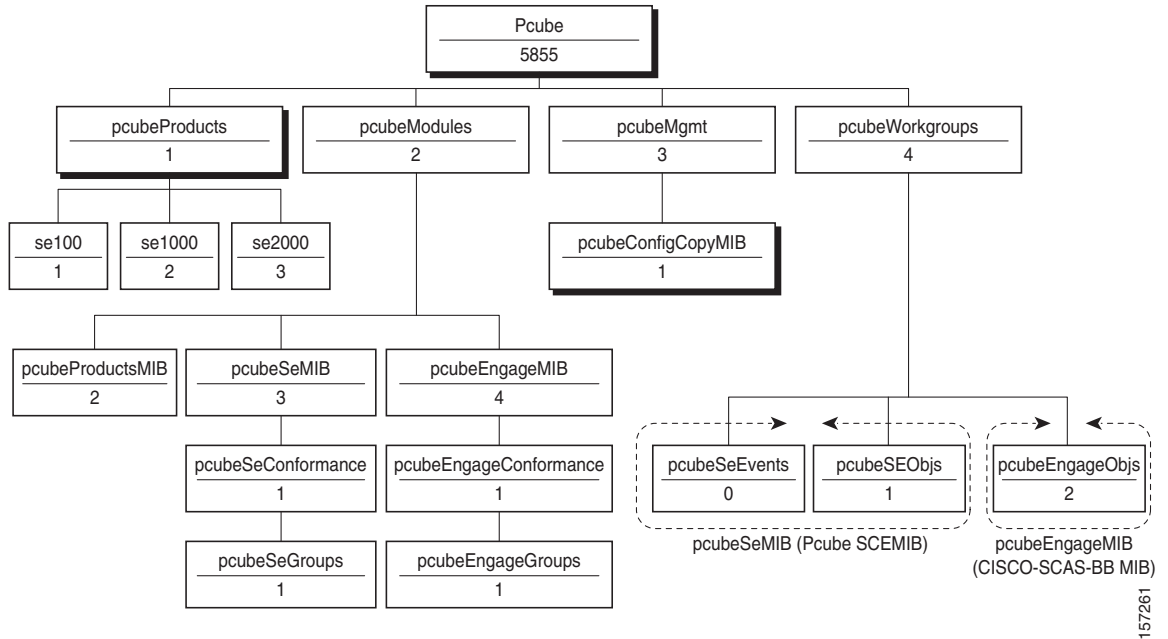 Pcube
5855
pcubeProducts
1
pcubeModules
2
pcubeMgmt
3
pcubeWorkgroups
4
se100
1
se1000
2
se2000
3
pcubeConfigCopyMIB
1
pcubeProductsMIB
2
pcubeSeMIB
3
pcubeEngageMIB
4
pcubeSeConformance
1
pcubeEngageConformance
1
pcubeSeGroups
1
pcubeEngageGroups
1
pcubeSeEvents
0
pcubeSEObjs
1
pcubeEngageObjs
2
pcubeSeMIB (Pcube SCEMIB)
pcubeEngageMIB
(CISCO-SCAS-BB MIB)
157261